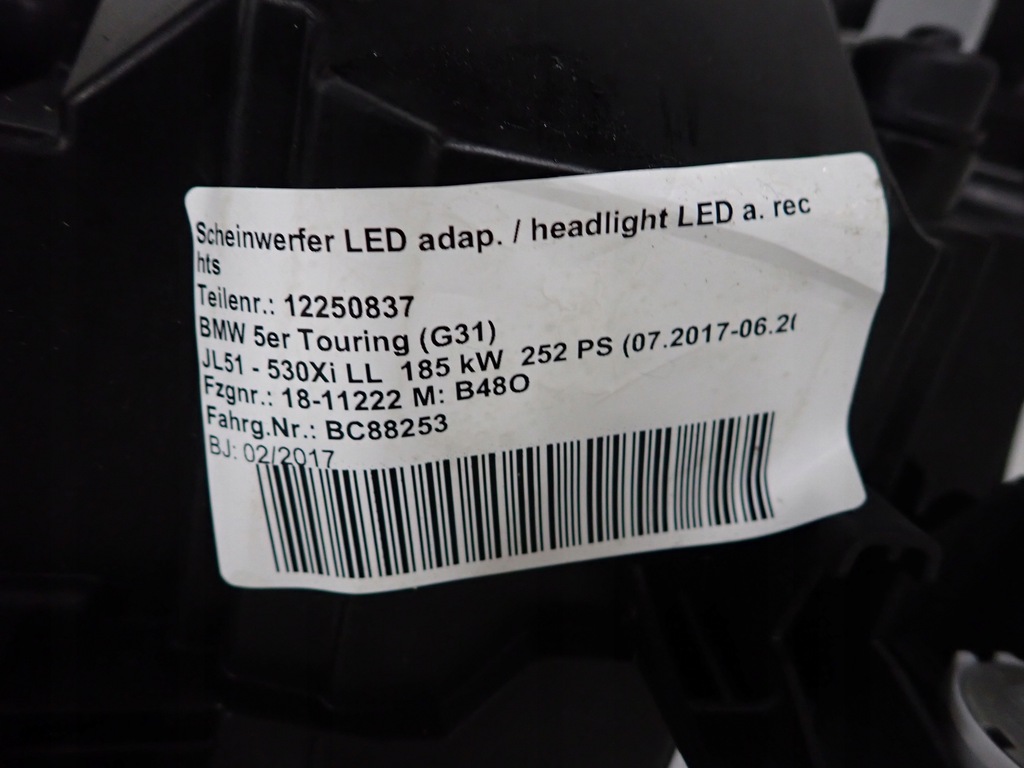 Scheinwerfer LED adap. / headlight LED a. rec
hts
Teilenr.: 12250837
BMW 5er Touring (G31)
JL51 - 530Xi LL 185 kW 252 PS (07.2017-06.20
Fzgnr.: 18-11222 M: B48O
Fahrg.Nr.: BC88253
BJ: 02/2017